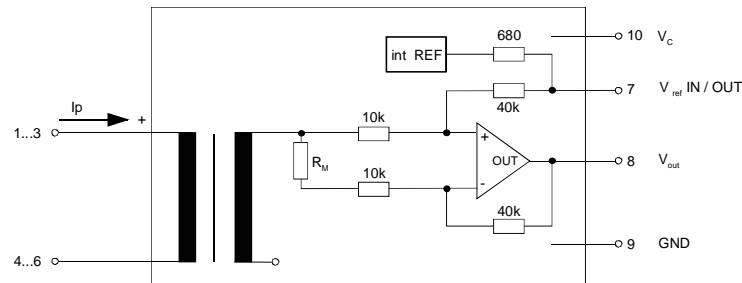 680
10 V_C
int REF
7 V_ref IN / OUT
40k
Ip
+
10k
1...3
+
OUT
8 V_out
R_M
10k
-
40k
9 GND
4...6